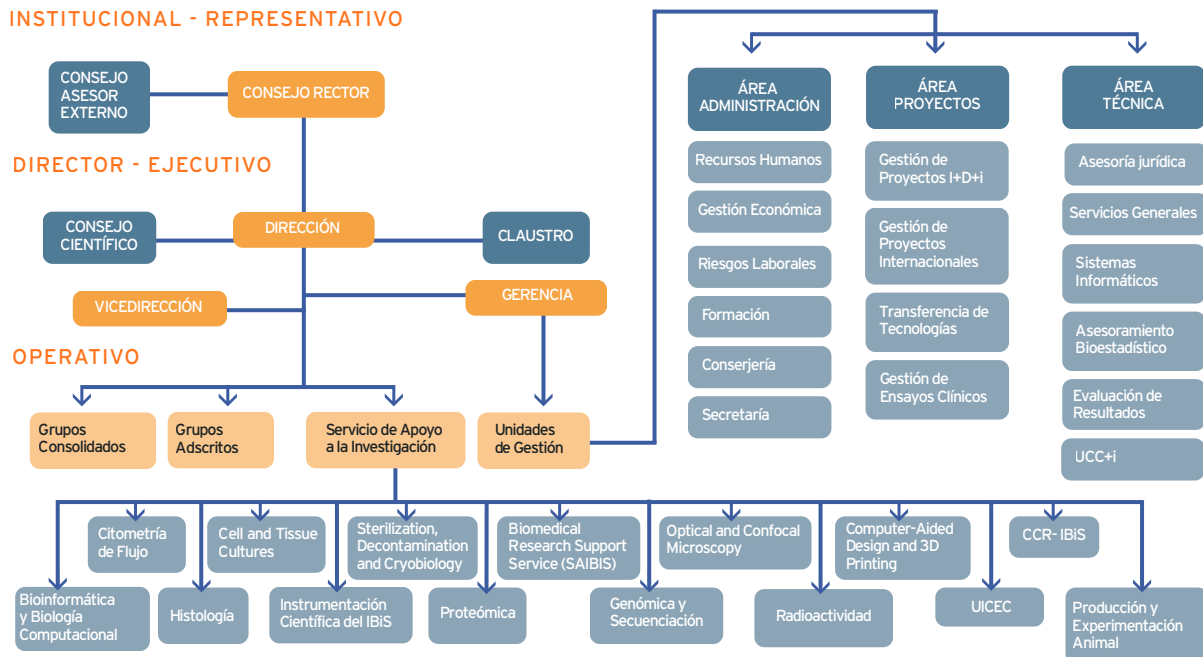 INSTITUCIONAL - REPRESENTATIVO
CONSEJO
ASESOR
EXTERNO
CONSEJO RECTOR
DIRECTOR - EJECUTIVO
CONSEJO
CIENTÍFICO
DIRECCIÓN
CLAUSTRO
VICEDIRECCIÓN
GERENCIA
OPERATIVO
Grupos
Consolidados
Grupos
Adscritos
Servicio de Apoyo
a la Investigación
Unidades
de Gestión
ÁREA
ADMINISTRACIÓN
Recursos Humanos
Gestión Económica
Riesgos Laborales
Formación
Conserjería
Secretaría
ÁREA
PROYECTOS
Gestión de
Proyectos I+D+i
Gestión de
Proyectos
Internacionales
Transferencia de
Tecnologías
Gestión de
Ensayos Clínicos
ÁREA
TÉCNICA
Asesoría jurídica
Servicios Generales
Sistemas
Informáticos
Asesoramiento
Bioestadístico
Evaluación de
Resultados
UCC+i
Citometría
de Flujo
Cell and Tissue
Cultures
Sterilization,
Decontamination
and Cryobiology
Biomedical
Research Support
Service (SAIBIS)
Optical and Confocal
Microscopy
Computer-Aided
Design and 3D
Printing
CCR- IBiS
Bioinformática
y Biología
Computacional
Histología
Instrumentación
Científica del IBiS
Proteómica
Genómica y
Secuenciación
Radioactividad
UICEC
Producción y
Experimentación
Animal